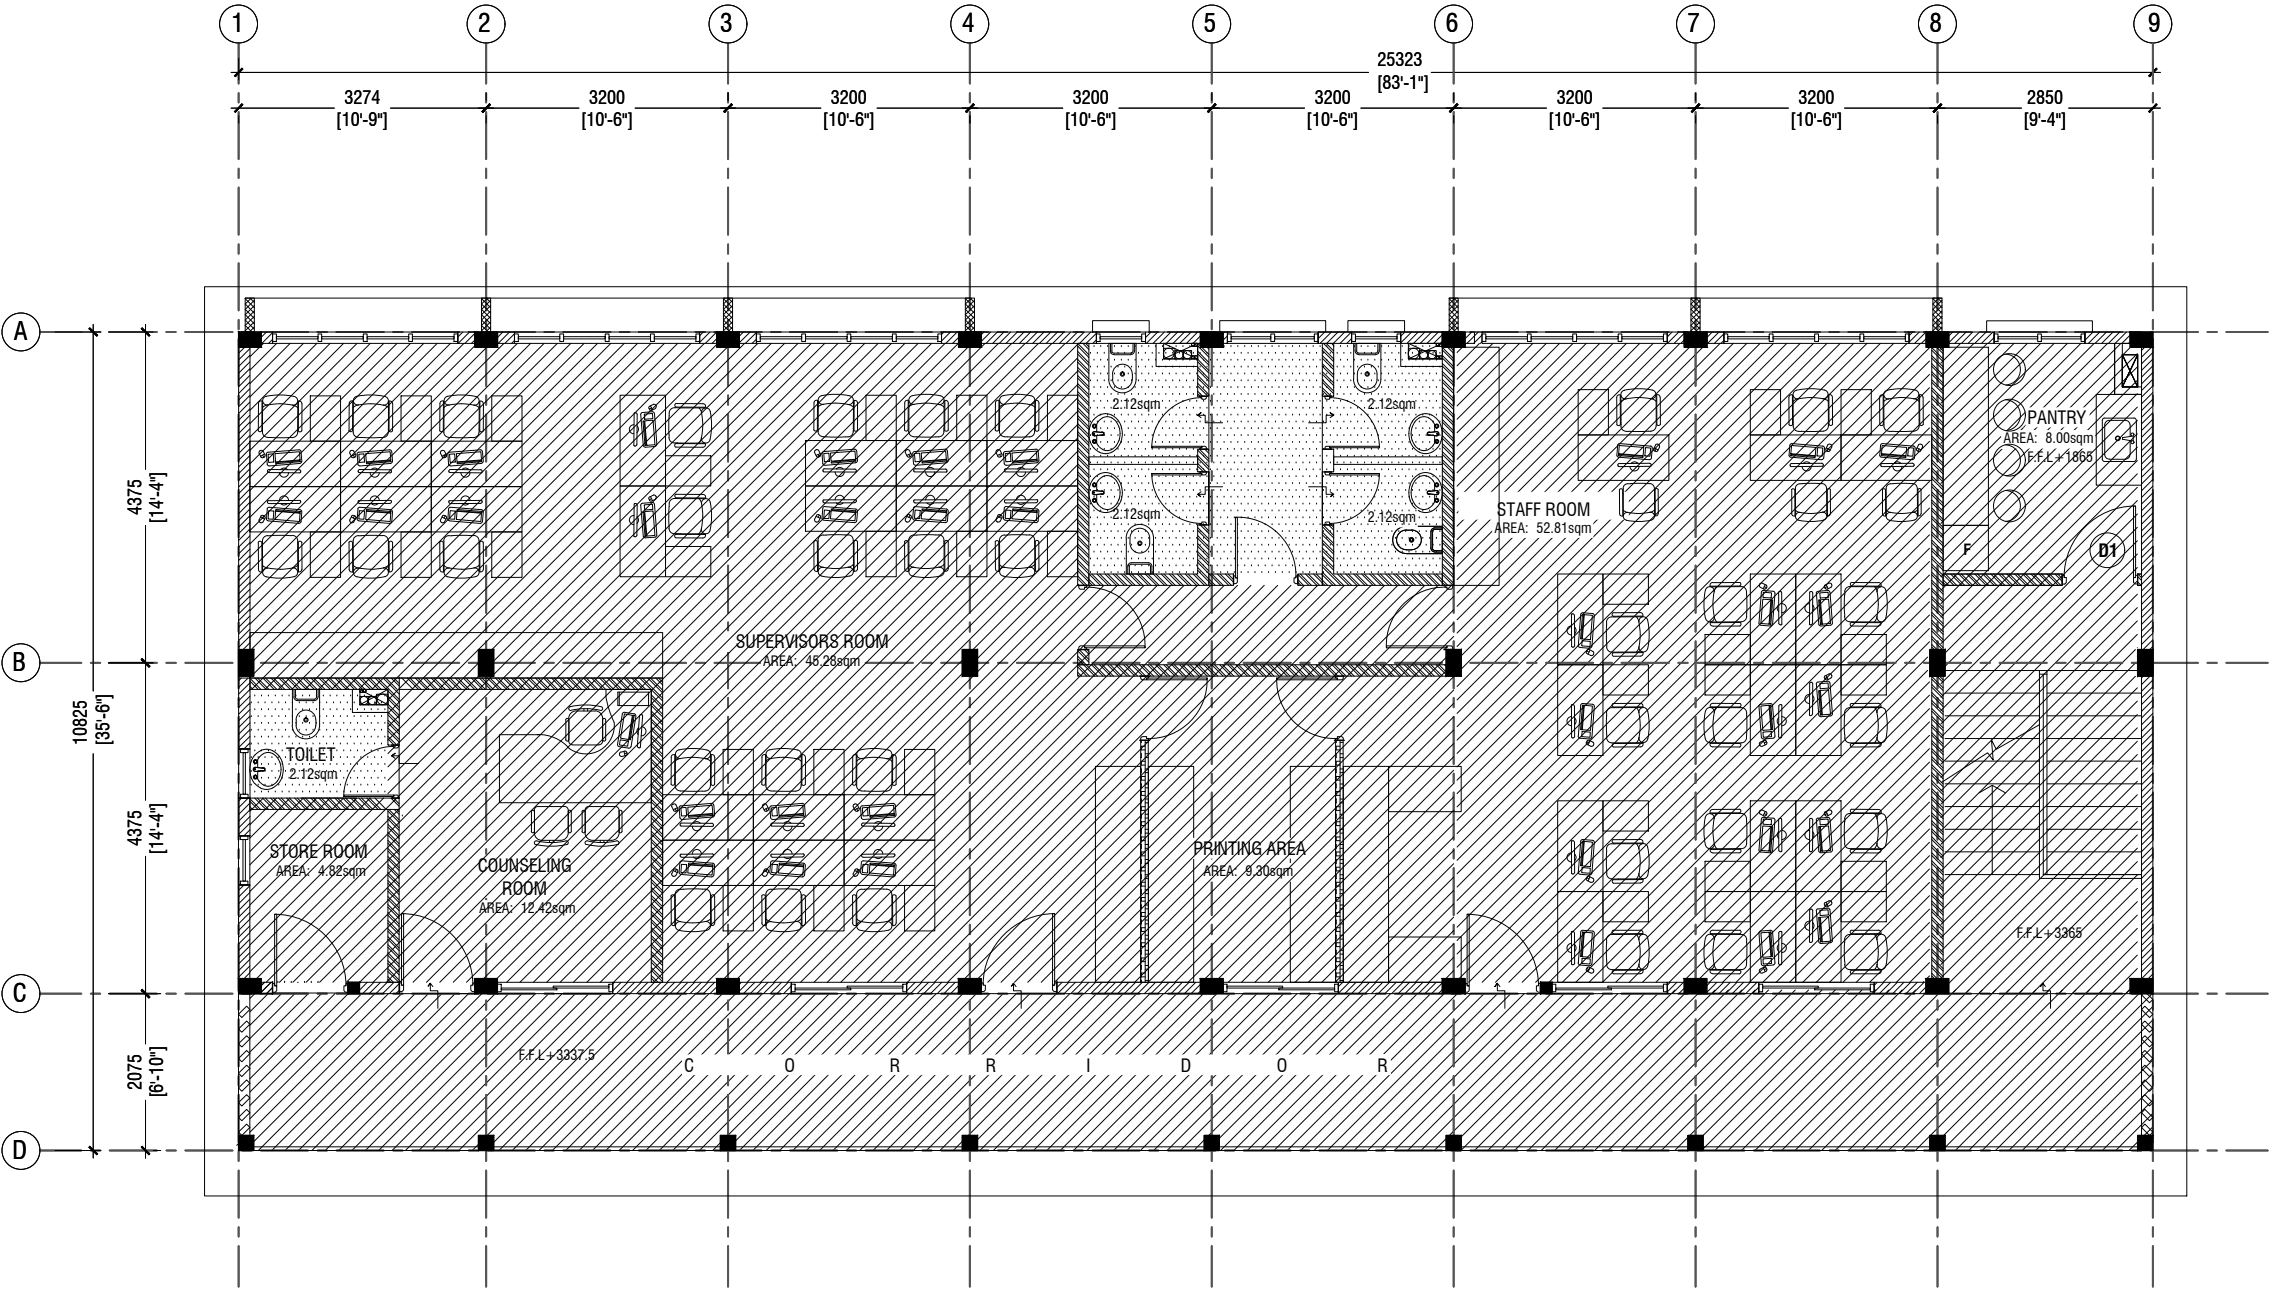 1 2 3 4 5 6 7 8 9
25323
[83'-1"]
3274 3200 3200 3200 3200 3200 3200 2850
[10'-9"] [10'-6"] [10'-6"] [10'-6"] [10'-6"] [10'-6"] [10'-6"] [9'-4"]
A
B
C
D
10825
[35'-6"]
4375
[14'-4"]
4375
[14'-4"]
2075
[6'-10"]
2.12sqm
2.12sqm
2.12sqm
2.12sqm
PANTRY
AREA: 8.00sqm
F.F.L+1865
STAFF ROOM
AREA: 52.81sqm
F
D1
SUPERVISORS ROOM
AREA: 45.28sqm
TOILET
2.12sqm
STORE ROOM
AREA: 4.82sqm
COUNSELING
ROOM
AREA: 12.42sqm
PRINTING AREA
AREA: 9.30sqm
F.F.L+3365
F.F.L+3337.5
C O R R I D O R